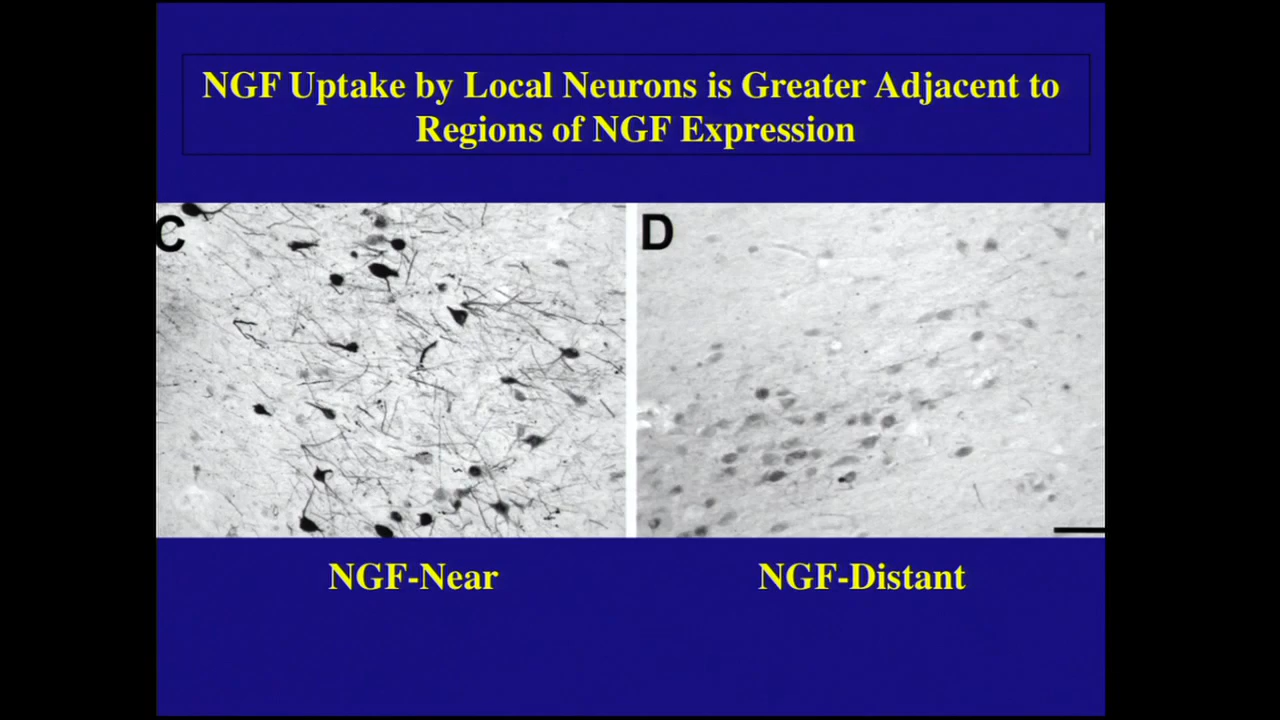 NGF Uptake by Local Neurons is Greater Adjacent to
Regions of NGF Expression
C
D
NGF-Near
NGF-Distant